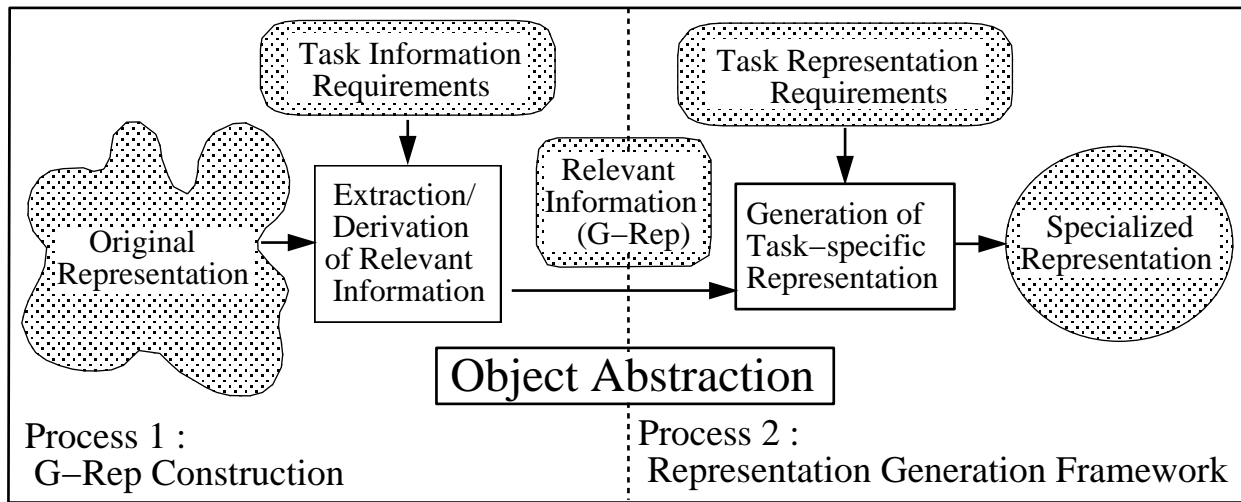 Task Information
Requirements
Task Representation
Requirements
Original
Representation
Extraction/
Derivation
of Relevant
Information
Relevant
Information
(G−Rep)
Generation of
Task−specific
Representation
Specialized
Representation
Object Abstraction
Process 1 :
G−Rep Construction
Process 2 :
Representation Generation Framework